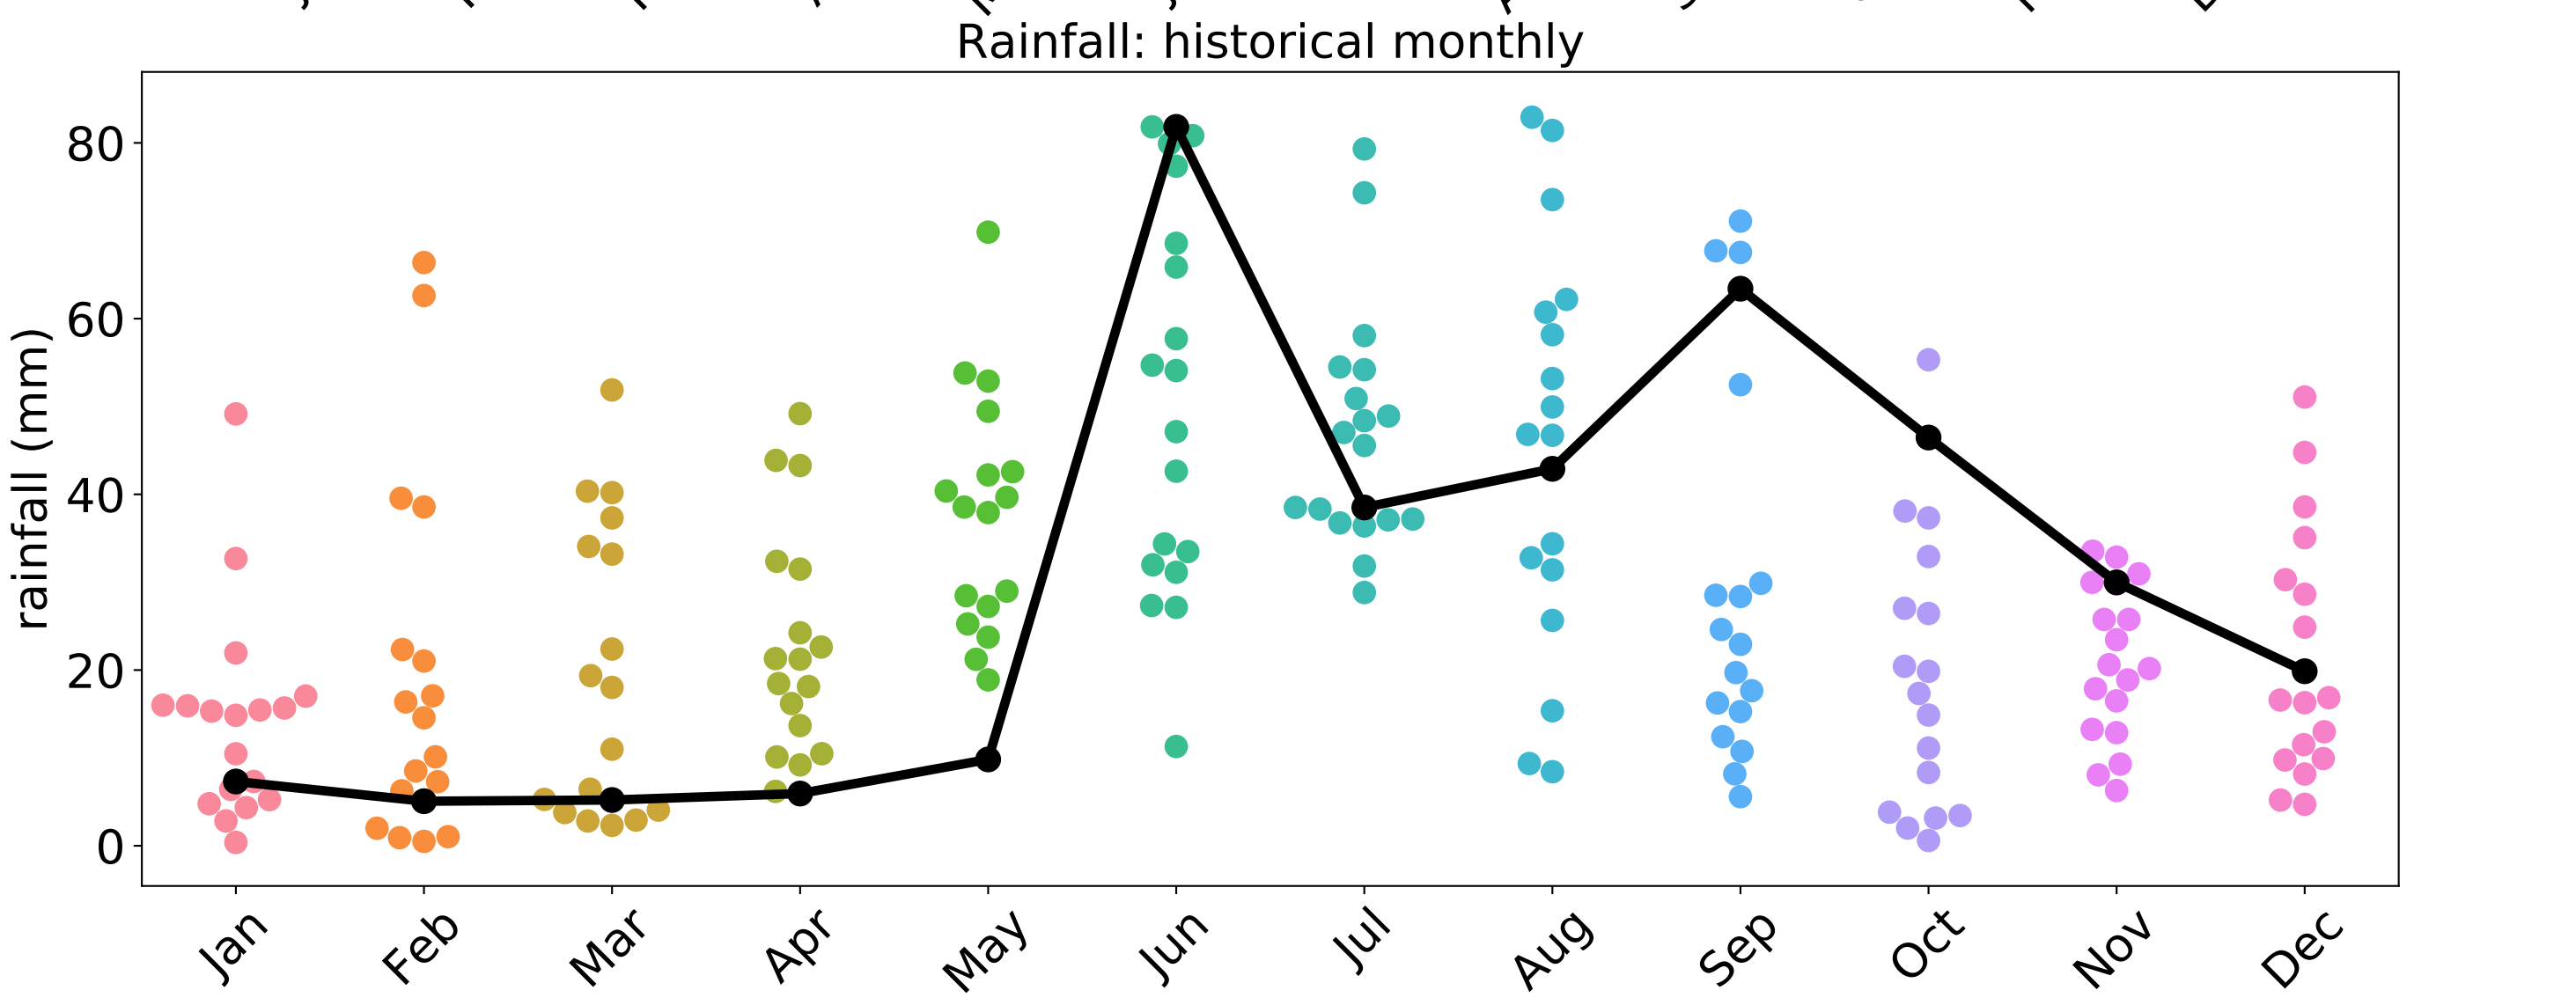 Rainfall: historical monthly
rainfall (mm)
80
60
40
20
0
Jan
Feb
Mar
Apr
May
Jun
Jul
Aug
Sep
Oct
Nov
Dec